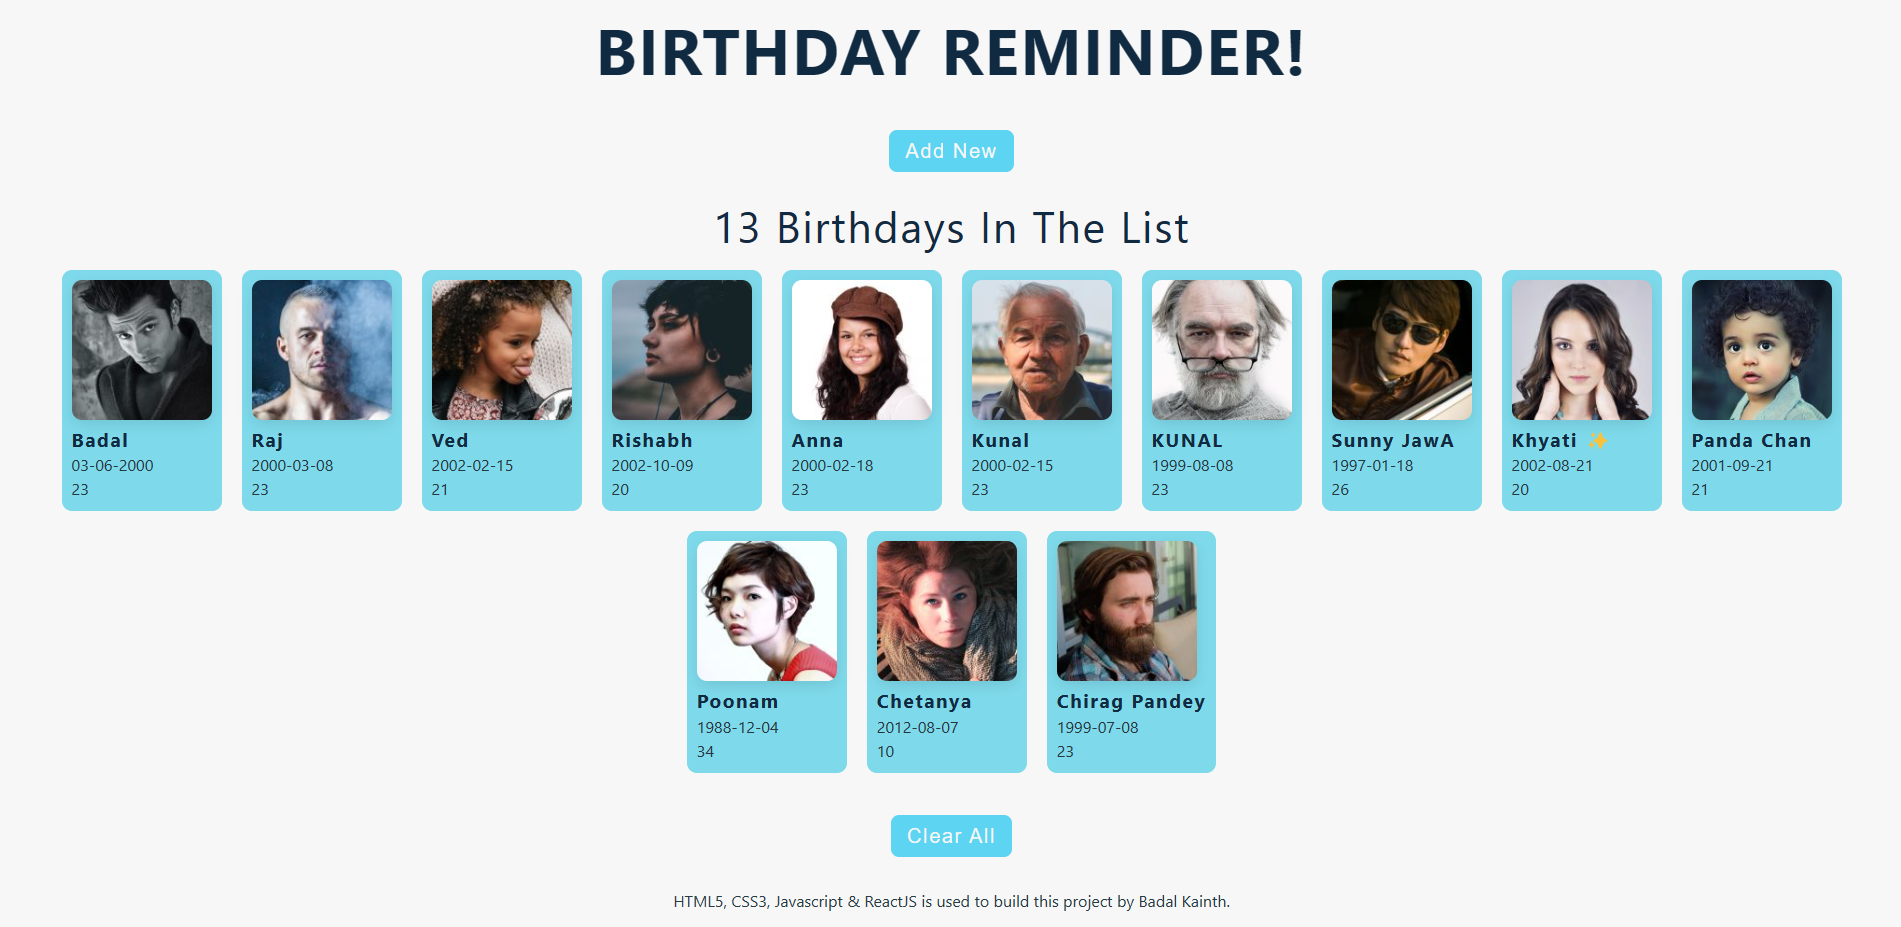 BIRTHDAY REMINDER!
Add New
13 Birthdays In The List
Badal
03-06-2000
23
Raj
2000-03-08
23
Ved
2002-02-15
21
Rishabh
2002-10-09
20
Anna
2000-02-18
23
Kunal
2000-02-15
23
KUNAL
1999-08-08
23
Sunny JawA
1997-01-18
26
Khyati ✨
2002-08-21
20
Panda Chan
2001-09-21
21
Poonam
1988-12-04
34
Chetanya
2012-08-07
10
Chirag Pandey
1999-07-08
23
Clear All
HTML5, CSS3, Javascript & ReactJS is used to build this project by Badal Kainth.